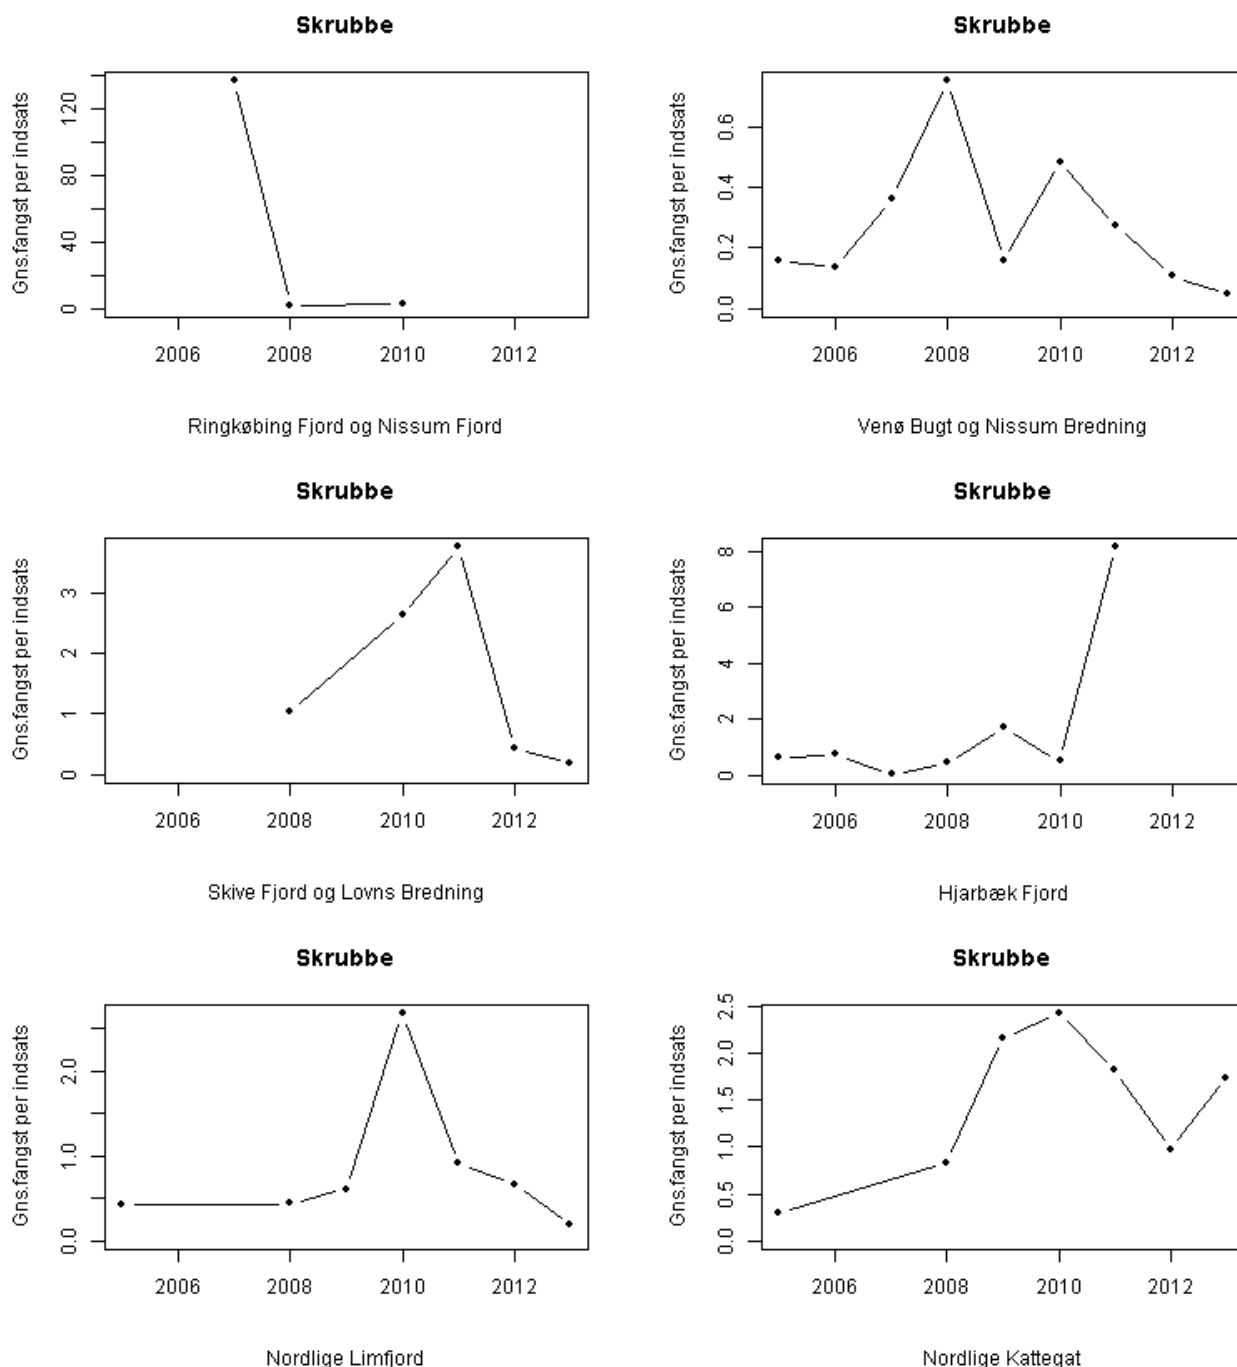 Skrubbe
Gns.fangst per indsats
0 40 80 120
2006 2008 2010 2012
Ringkøbing Fjord og Nissum Fjord
Skrubbe
Gns.fangst per indsats
0.0 0.2 0.4 0.6
2006 2008 2010 2012
Venø Bugt og Nissum Bredning
Skrubbe
Gns.fangst per indsats
0 1 2 3
2006 2008 2010 2012
Skive Fjord og Lovns Bredning
Skrubbe
Gns.fangst per indsats
0 2 4 6 8
2006 2008 2010 2012
Hjarbæk Fjord
Skrubbe
Gns.fangst per indsats
0.0 1.0 2.0
2006 2008 2010 2012
Nordlige Limfjord
Skrubbe
Gns.fangst per indsats
0.0 0.5 1.0 1.5 2.0 2.5
2006 2008 2010 2012
Nordlige Kattegat